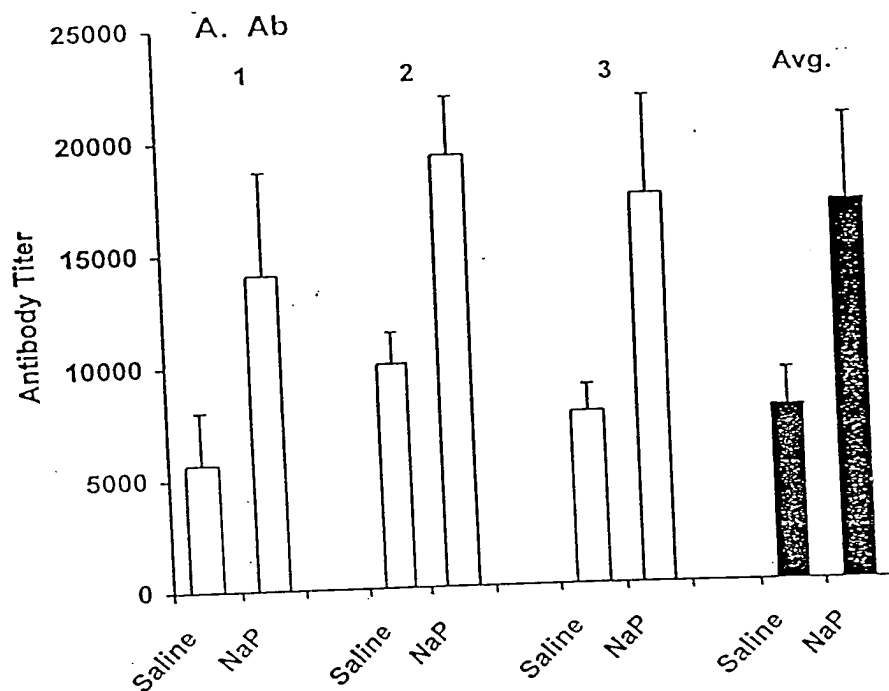 A. Ab
25000
20000
15000
10000
5000
0
Antibody Titer
1
2
3
Avg.
Saline
NaP
Saline
NaP
Saline
NaP
Saline
NaP